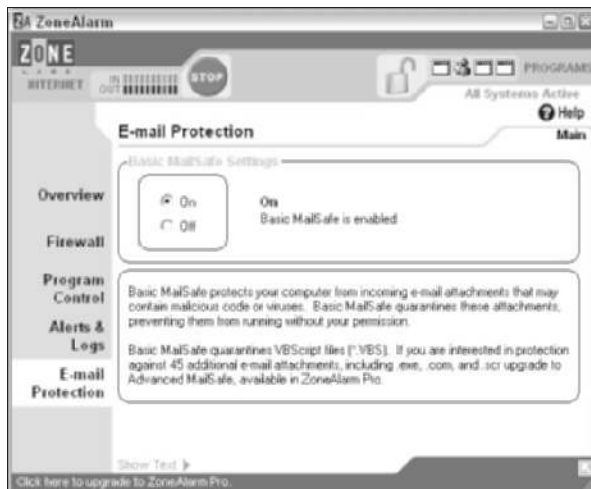 ZA ZoneAlarm
ZONE
LABS
INTERNET
IN
OUT
STOP
PROGRAMS
All Systems Active
Help
E-mail Protection
Main
Basic MailSafe Settings
On
Off
On
Basic MailSafe is enabled
Overview
Firewall
Program
Control
Alerts &
Logs
E-mail
Protection
Basic MailSafe protects your computer from incoming e-mail attachments that may
contain malicious code or viruses. Basic MailSafe quarantines these attachments,
preventing them from running without your permission.
Basic MailSafe quarantines VBScript files (*.VBS). If you are interested in protection
against 45 additional e-mail attachments, including .exe, .com, and .scr upgrade to
Advanced MailSafe, available in ZoneAlarm Pro.
Show Text
Click here to upgrade to ZoneAlarm Pro.